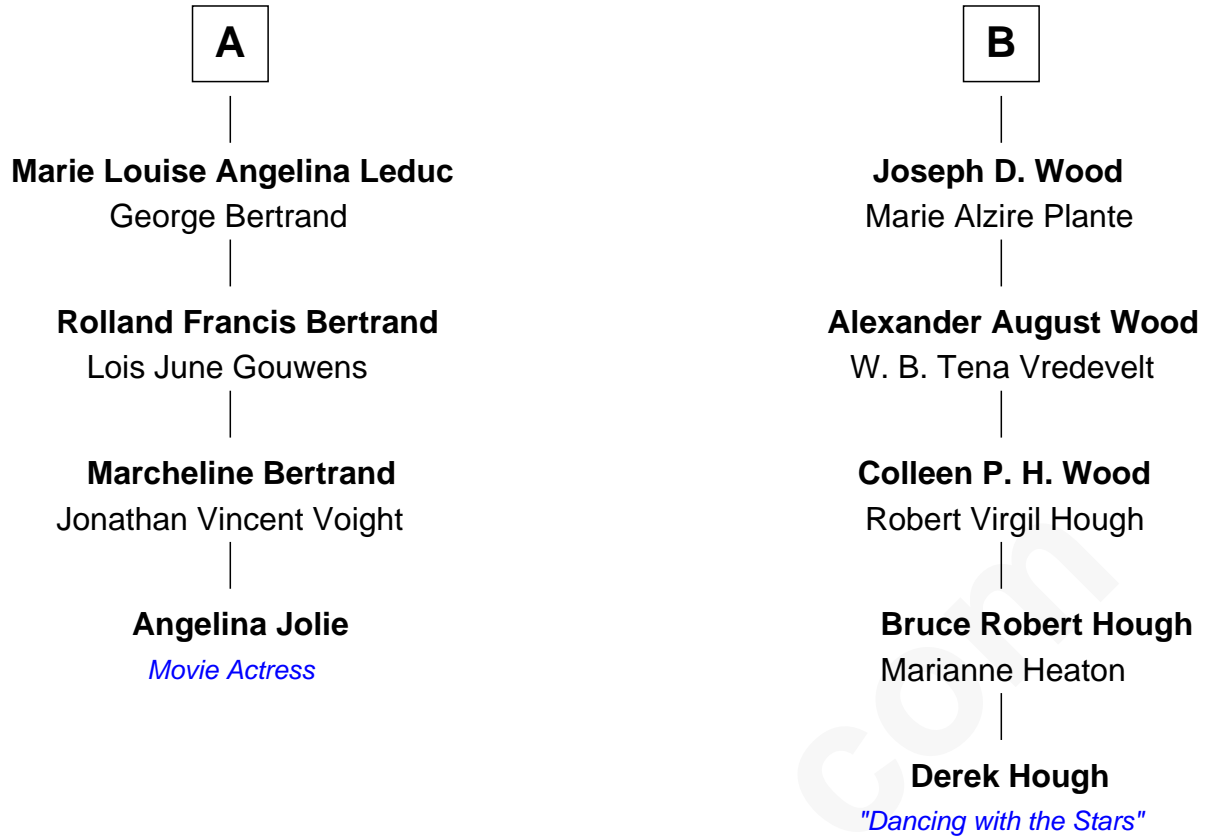 A
Marie Louise Angelina Leduc
George Bertrand
Rolland Francis Bertrand
Lois June Gouwens
Marcheline Bertrand
Jonathan Vincent Voight
Angelina Jolie
Movie Actress
B
Joseph D. Wood
Marie Alzire Plante
Alexander August Wood
W. B. Tena Vredevelt
Colleen P. H. Wood
Robert Virgil Hough
Bruce Robert Hough
Marianne Heaton
Derek Hough
"Dancing with the Stars"
com